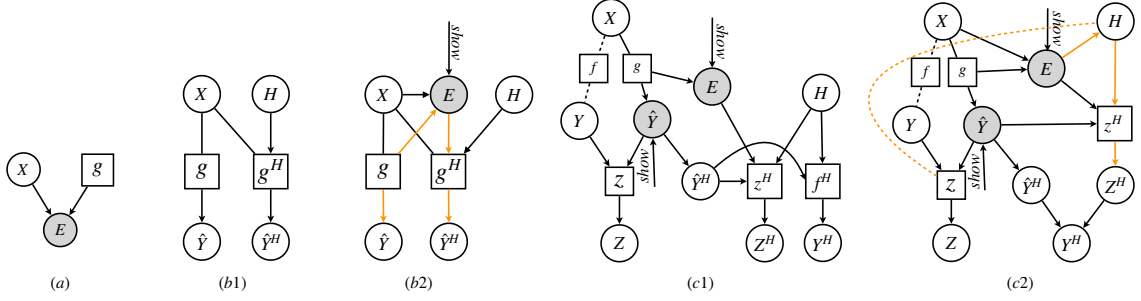 X g E (a)
X H g g^H Ŷ Ŷ^H (b1)
show X E H g g^H Ŷ Ŷ^H (b2)
X show f g E H Y Ŷ show z Ŷ^H z^H f^H Z Z^H Y^H (c1)
X show H f g E Y Ŷ z^H show z Ŷ^H Z^H Z Y^H (c2)